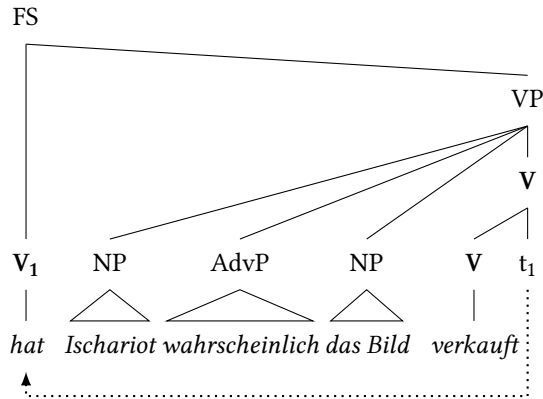 FS
VP
V
V₁ NP AdvP NP V t₁
hat Ischariot wahrscheinlich das Bild verkauft